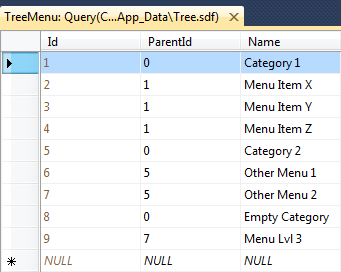 TreeMenu: Query(C...App_Data\Tree.sdf)
Id ParentId Name
1 0 Category 1
2 1 Menu Item X
3 1 Menu Item Y
4 1 Menu Item Z
5 0 Category 2
6 5 Other Menu 1
7 5 Other Menu 2
8 0 Empty Category
9 7 Menu Lvl 3
NULL NULL NULL